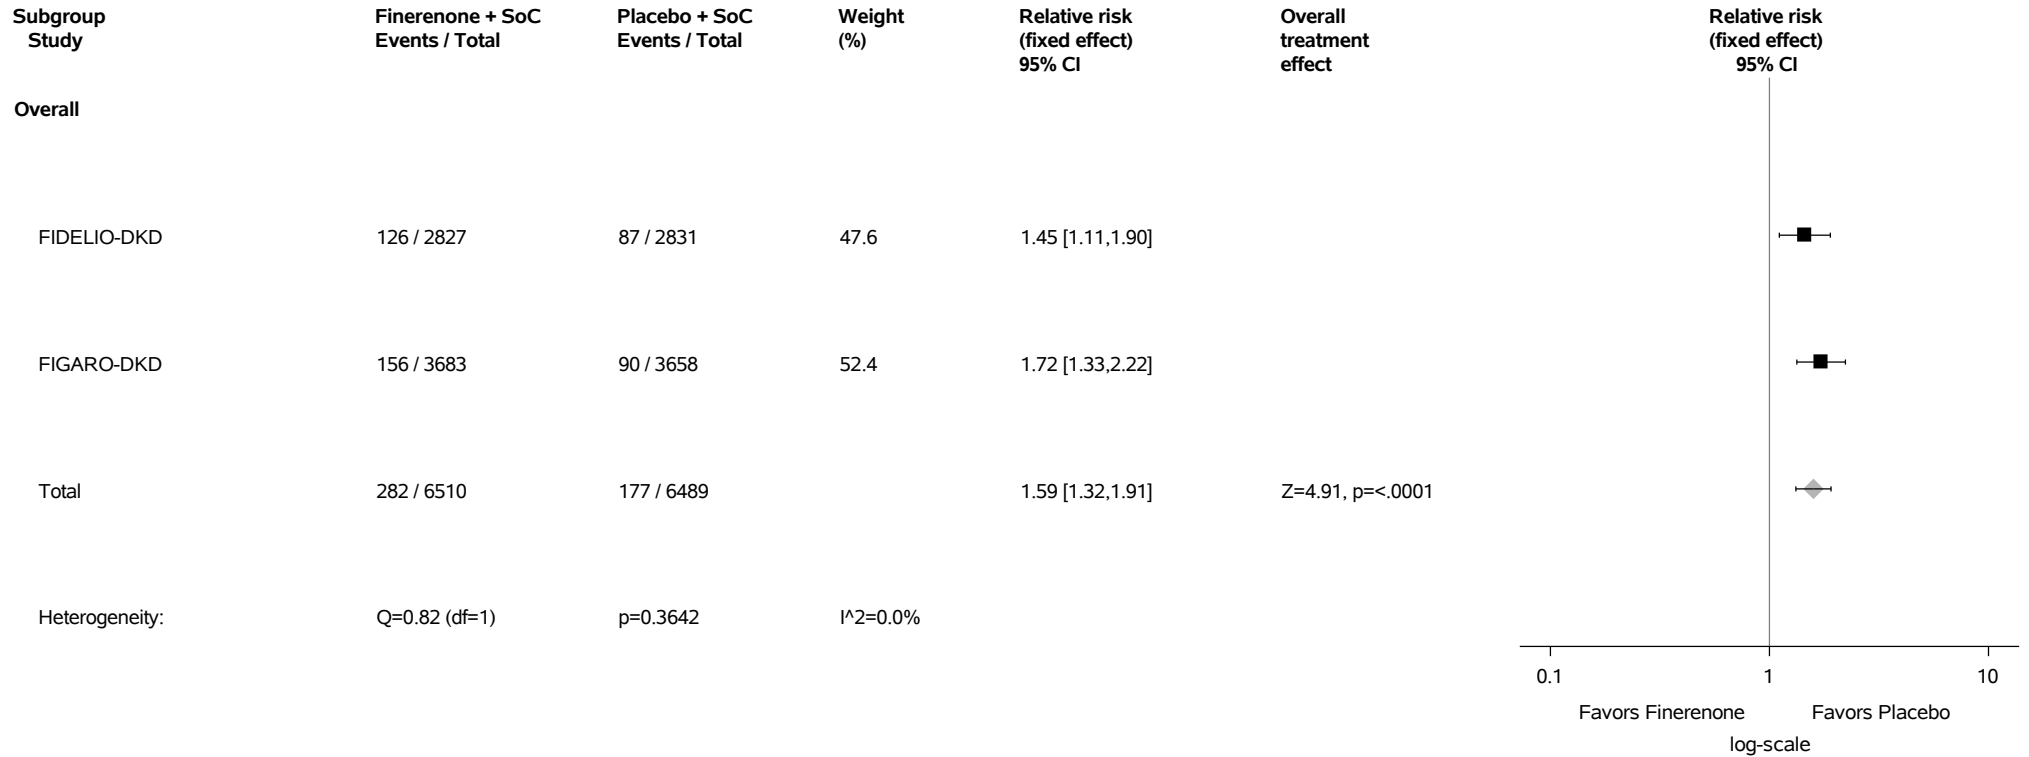 Subgroup Finerenone + SoC Placebo + SoC Weight Relative risk Overall Relative risk
Study Events / Total Events / Total (%) (fixed effect) treatment (fixed effect)
95% CI effect 95% CI
Overall
FIDELIO-DKD 126 / 2827 87 / 2831 47.6 1.45 [1.11,1.90]
FIGARO-DKD 156 / 3683 90 / 3658 52.4 1.72 [1.33,2.22]
Total 282 / 6510 177 / 6489 1.59 [1.32,1.91] Z=4.91, p=<.0001
Heterogeneity: Q=0.82 (df=1) p=0.3642 I^2=0.0%
0.1 1 10
Favors Finerenone Favors Placebo
log-scale